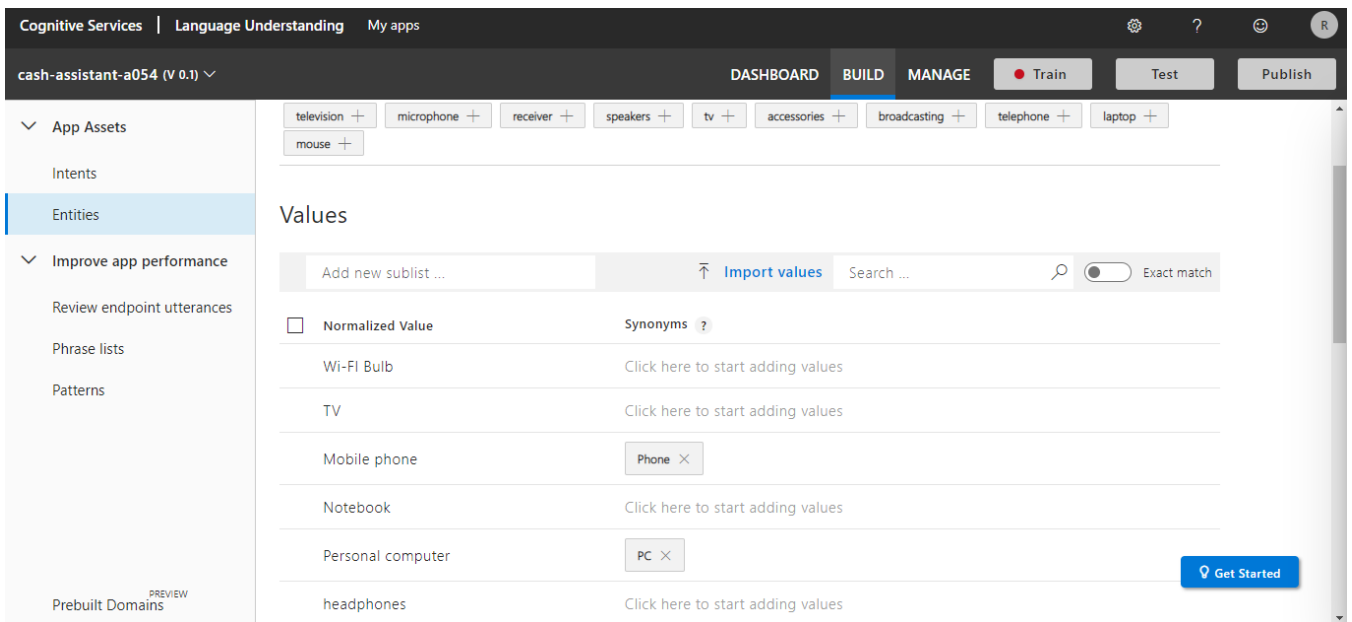 Cognitive Services | Language Understanding My apps ? R
cash-assistant-a054 (V 0.1) DASHBOARD BUILD MANAGE Train Test Publish
App Assets
Intents
Entities
Improve app performance
Review endpoint utterances
Phrase lists
Patterns
Prebuilt Domains PREVIEW
television + microphone + receiver + speakers + tv + accessories + broadcasting + telephone + laptop +
mouse +
Values
Add new sublist ... Import values Search ... Exact match
Normalized Value Synonyms ?
Wi-FI Bulb Click here to start adding values
TV Click here to start adding values
Mobile phone Phone ×
Notebook Click here to start adding values
Personal computer PC ×
headphones Click here to start adding values
Get Started